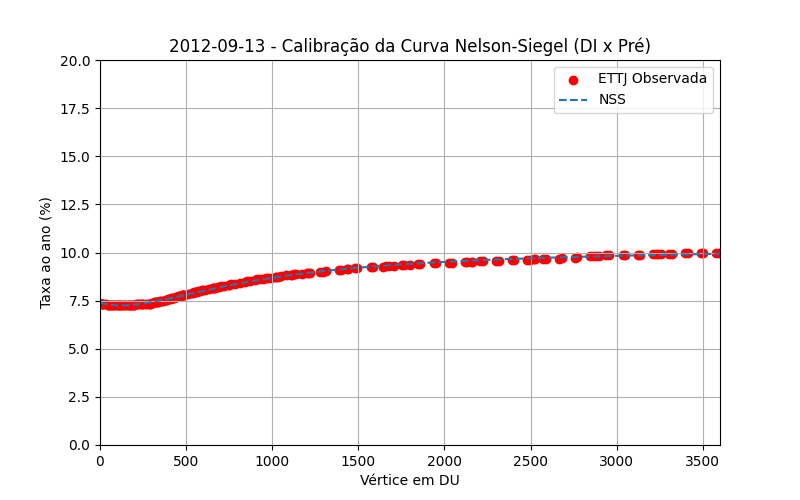 2012-09-13 - Calibração da Curva Nelson-Siegel (DI x Pré)
ETTJ Observada
NSS
Taxa ao ano (%)
20.0
17.5
15.0
12.5
10.0
7.5
5.0
2.5
0.0
0 500 1000 1500 2000 2500 3000 3500
Vértice em DU